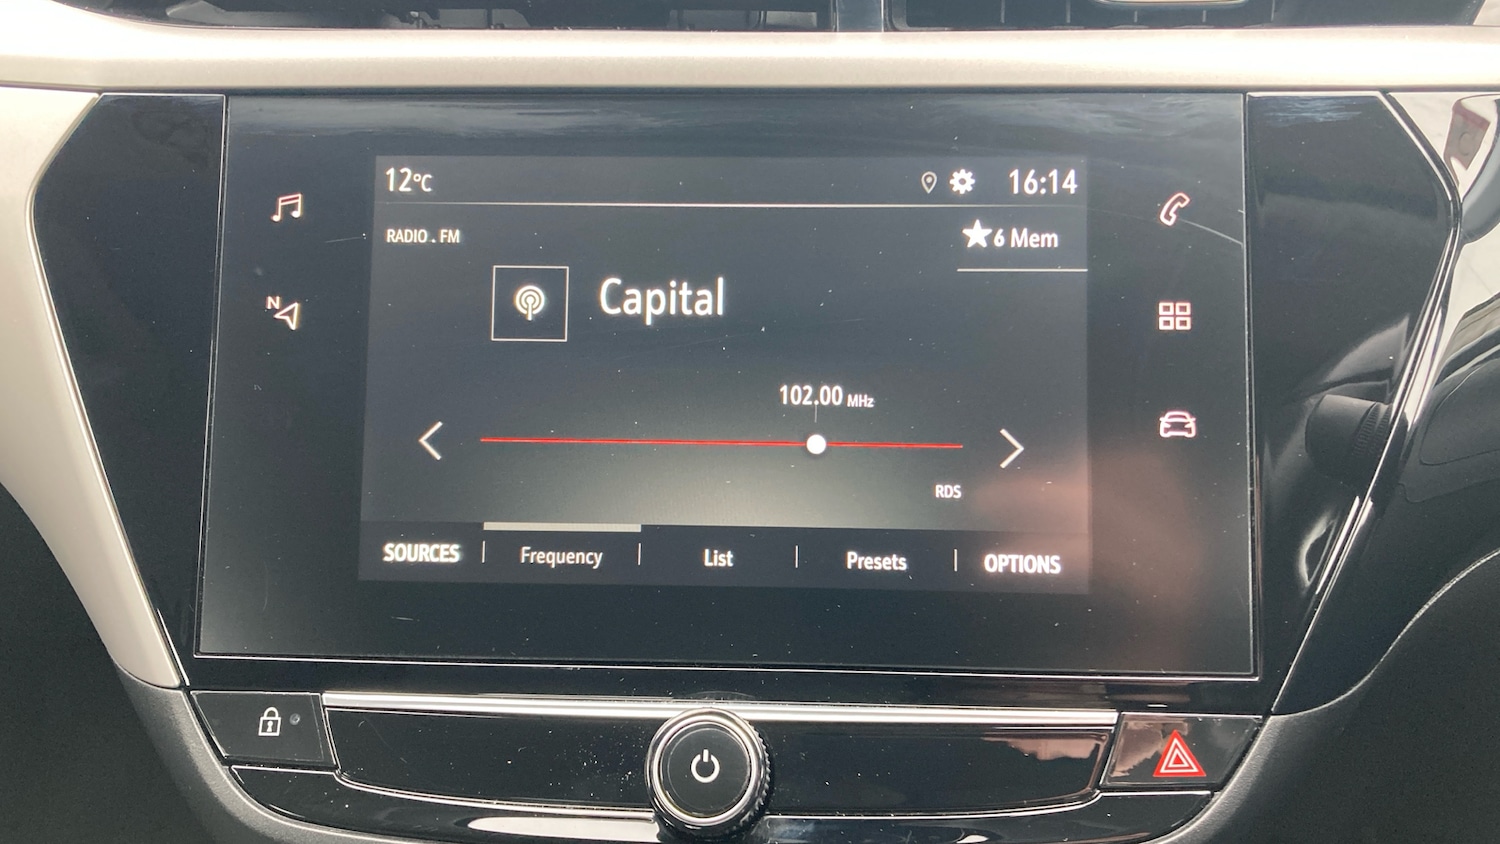 12°C
16:14
RADIO . FM
★6 Mem
N
Capital
102.00 MHz
RDS
SOURCES
Frequency
List
Presets
OPTIONS